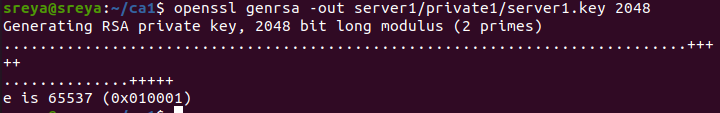 sreya@sreya:~/ca1$ openssl genrsa -out server1/private1/server1.key 2048
Generating RSA private key, 2048 bit long modulus (2 primes)
..................................................................................+++
++
...............+++++
e is 65537 (0x010001)
sreya@sreya:~/ca1$